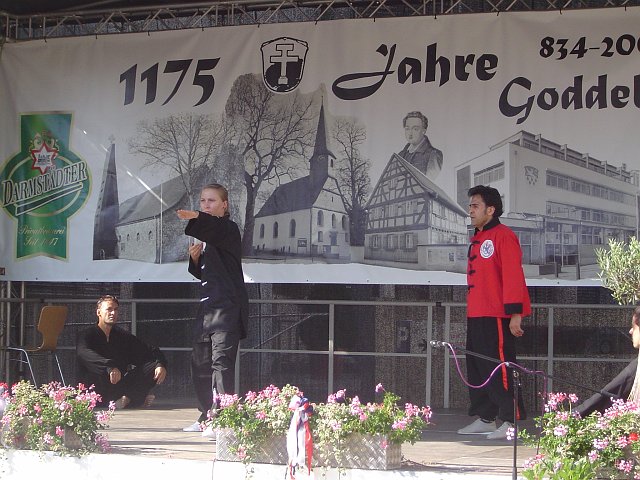 1175 Jahre
834-200
Goddel
DARMSTÄDTER